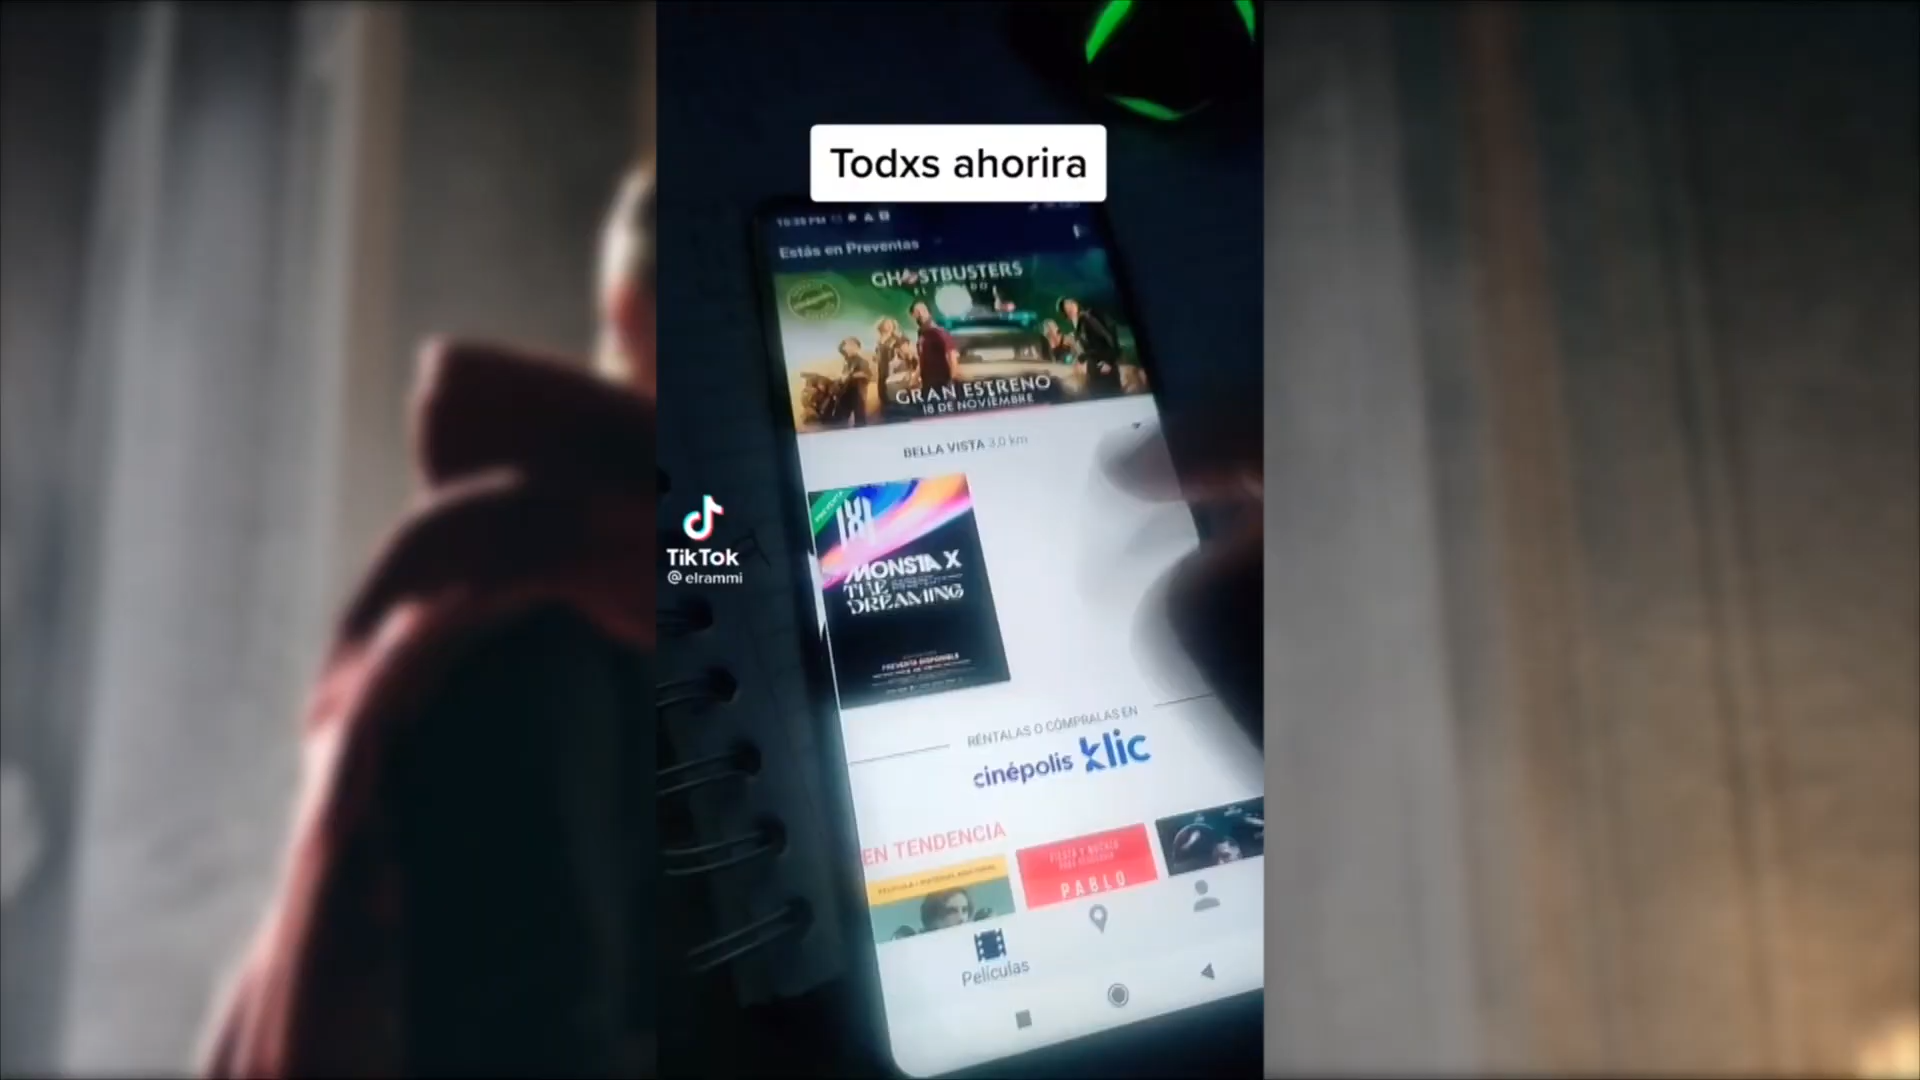 Todxs ahorira
Estás en Preventas
GHOSTBUSTERS
GRAN ESTRENO
18 DE NOVIEMBRE
BELLA VISTA 3,0 km
PREVENTA
MONSTA X
THE
DREAMING
PREVENTA DISPONIBLE
RÉNTALAS O CÓMPRALAS EN
cinépolis klic
EN TENDENCIA
PABLO
Películas
TikTok
@elrammi